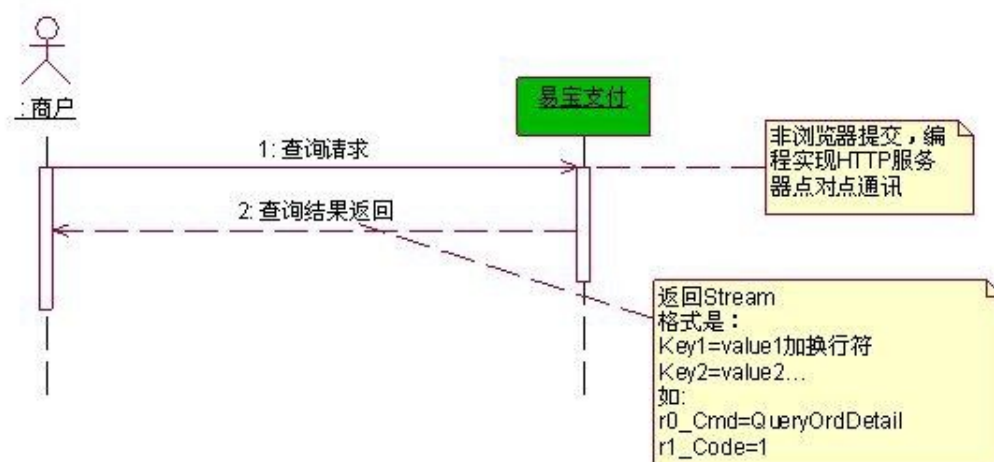 : 商户
易宝支付
1: 查询请求
非浏览器提交，编
程实现HTTP服务
器点对点通讯
2: 查询结果返回
返回Stream
格式是：
Key1=value1加换行符
Key2=value2...
如:
r0_Cmd=QueryOrdDetail
r1_Code=1